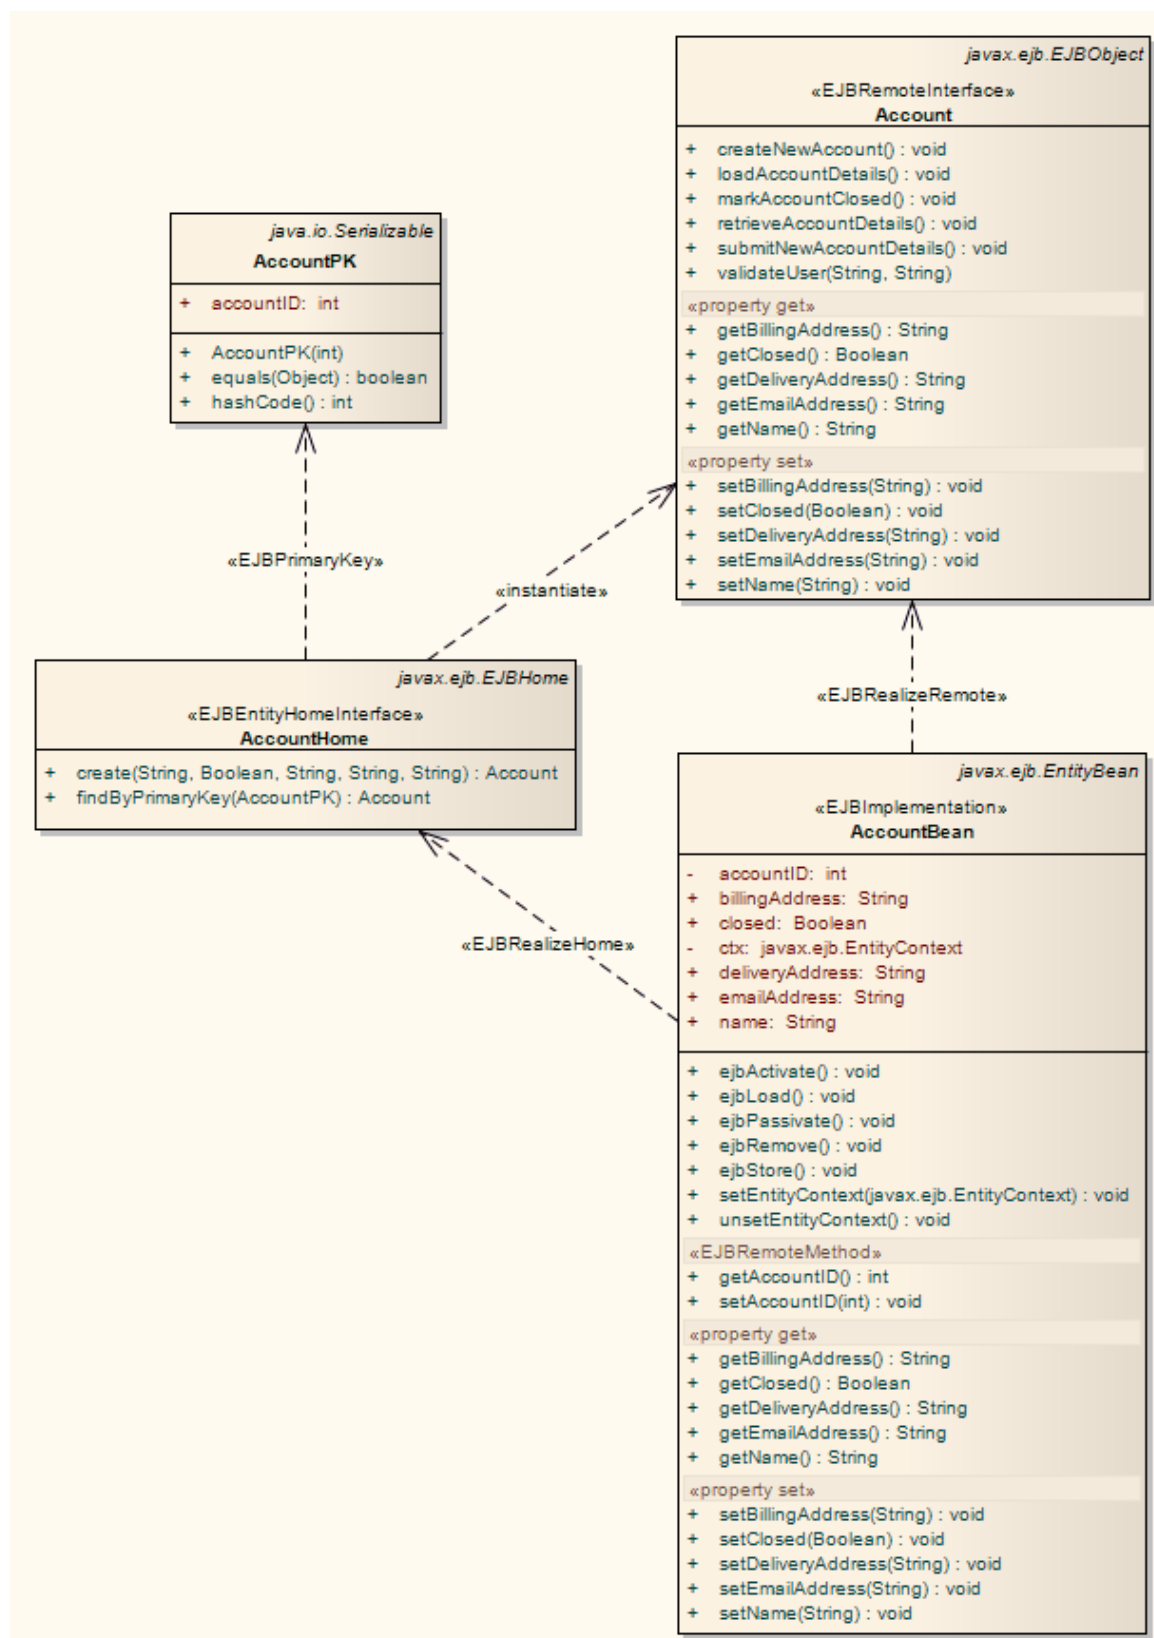 javax.ejb.EJBObject
«EJBRemoteInterface»
Account
+ createNewAccount() : void
+ loadAccountDetails() : void
+ markAccountClosed() : void
+ retrieveAccountDetails() : void
+ submitNewAccountDetails() : void
+ validateUser(String, String)
«property get»
+ getBillingAddress() : String
+ getClosed() : Boolean
+ getDeliveryAddress() : String
+ getEmailAddress() : String
+ getName() : String
«property set»
+ setBillingAddress(String) : void
+ setClosed(Boolean) : void
+ setDeliveryAddress(String) : void
+ setEmailAddress(String) : void
+ setName(String) : void
java.io.Serializable
AccountPK
+ accountID: int
+ AccountPK(int)
+ equals(Object) : boolean
+ hashCode() : int
«EJBPrimaryKey»
«instantiate»
javax.ejb.EJBHome
«EJBEntityHomeInterface»
AccountHome
+ create(String, Boolean, String, String, String) : Account
+ findByPrimaryKey(AccountPK) : Account
«EJBRealizeRemote»
«EJBRealizeHome»
javax.ejb.EntityBean
«EJBImplementation»
AccountBean
- accountID: int
+ billingAddress: String
+ closed: Boolean
- ctx: javax.ejb.EntityContext
+ deliveryAddress: String
+ emailAddress: String
+ name: String
+ ejbActivate() : void
+ ejbLoad() : void
+ ejbPassivate() : void
+ ejbRemove() : void
+ ejbStore() : void
+ setEntityContext(javax.ejb.EntityContext) : void
+ unsetEntityContext() : void
«EJBRemoteMethod»
+ getAccountID() : int
+ setAccountID(int) : void
«property get»
+ getBillingAddress() : String
+ getClosed() : Boolean
+ getDeliveryAddress() : String
+ getEmailAddress() : String
+ getName() : String
«property set»
+ setBillingAddress(String) : void
+ setClosed(Boolean) : void
+ setDeliveryAddress(String) : void
+ setEmailAddress(String) : void
+ setName(String) : void